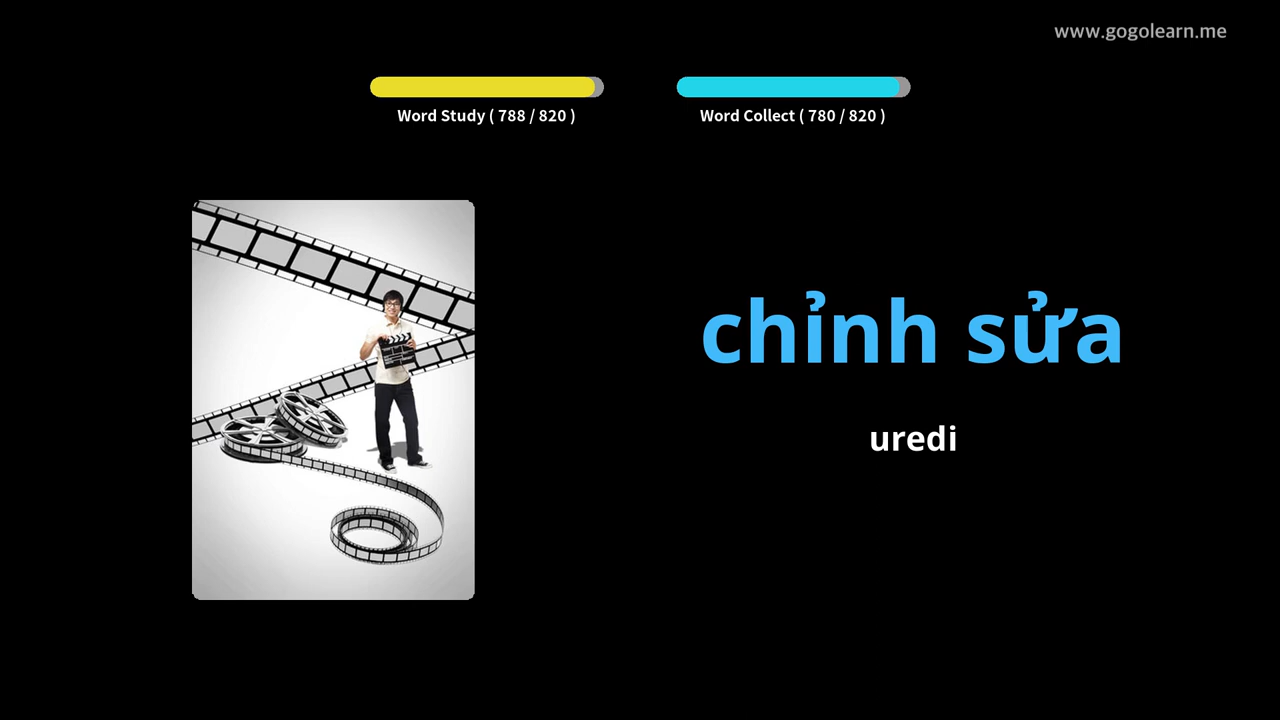 www.gogolearn.me
Word Study ( 788 / 820 )
Word Collect ( 780 / 820 )
chỉnh sửa
uredi